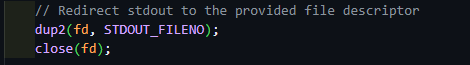 // Redirect stdout to the provided file descriptor
dup2(fd, STDOUT_FILENO);
close(fd);